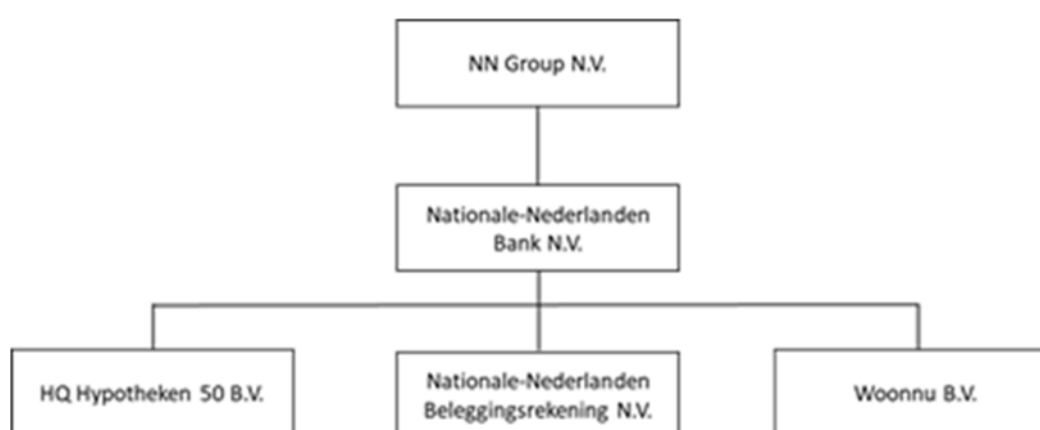 NN Group N.V.
Nationale-Nederlanden
Bank N.V.
HQ Hypotheken 50 B.V.
Nationale-Nederlanden
Beleggingsrekening N.V.
Woonnu B.V.